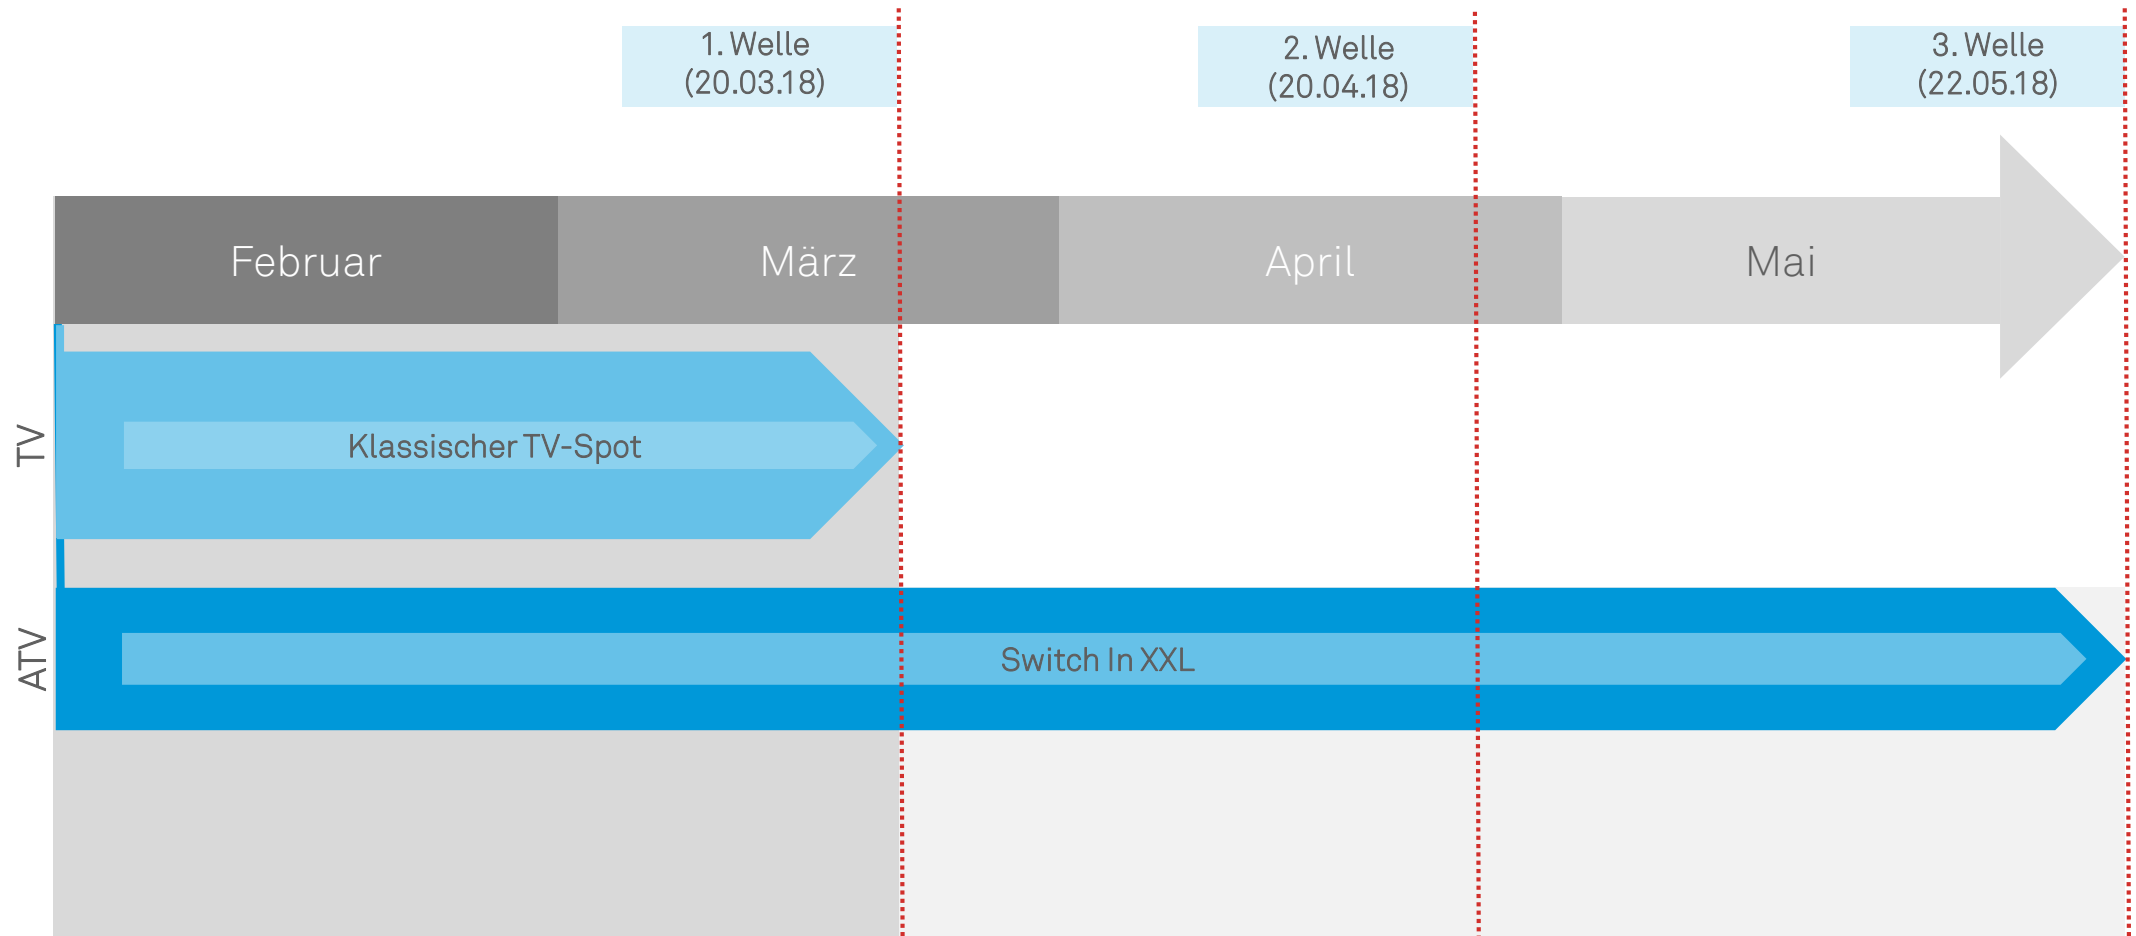 1. Welle
(20.03.18)
2. Welle
(20.04.18)
3. Welle
(22.05.18)
Februar
März
April
Mai
TV
Klassischer TV-Spot
ATV
Switch In XXL